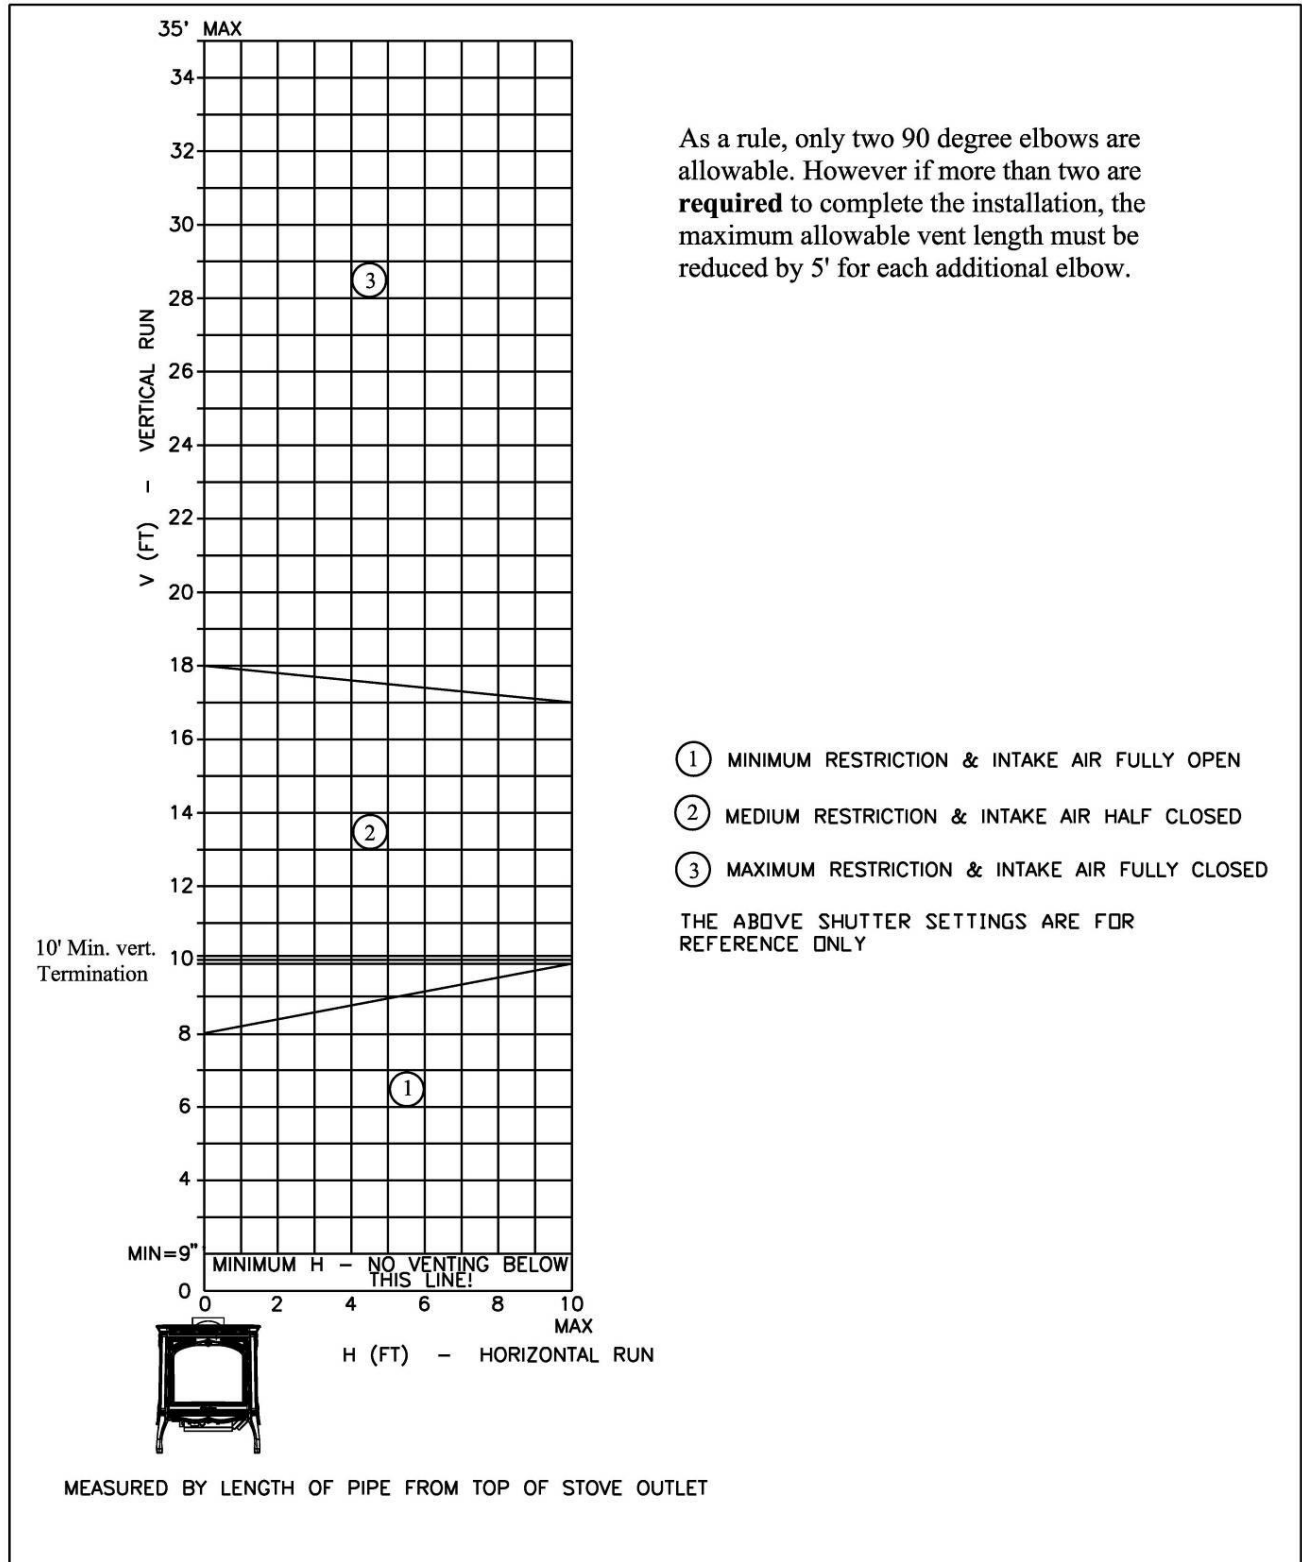 35' MAX
34
32
As a rule, only two 90 degree elbows are
allowable. However if more than two are
required to complete the installation, the
maximum allowable vent length must be
reduced by 5' for each additional elbow.
30
3
28
V (FT) - VERTICAL RUN
26
24
22
20
18
16
1 MINIMUM RESTRICTION & INTAKE AIR FULLY OPEN
14
2
2 MEDIUM RESTRICTION & INTAKE AIR HALF CLOSED
3 MAXIMUM RESTRICTION & INTAKE AIR FULLY CLOSED
12
THE ABOVE SHUTTER SETTINGS ARE FOR
REFERENCE ONLY
10' Min. vert.
Termination
10
8
1
6
4
MIN=9"
MINIMUM H - NO VENTING BELOW
THIS LINE!
0
0 2 4 6 8 10
MAX
H (FT) - HORIZONTAL RUN
MEASURED BY LENGTH OF PIPE FROM TOP OF STOVE OUTLET